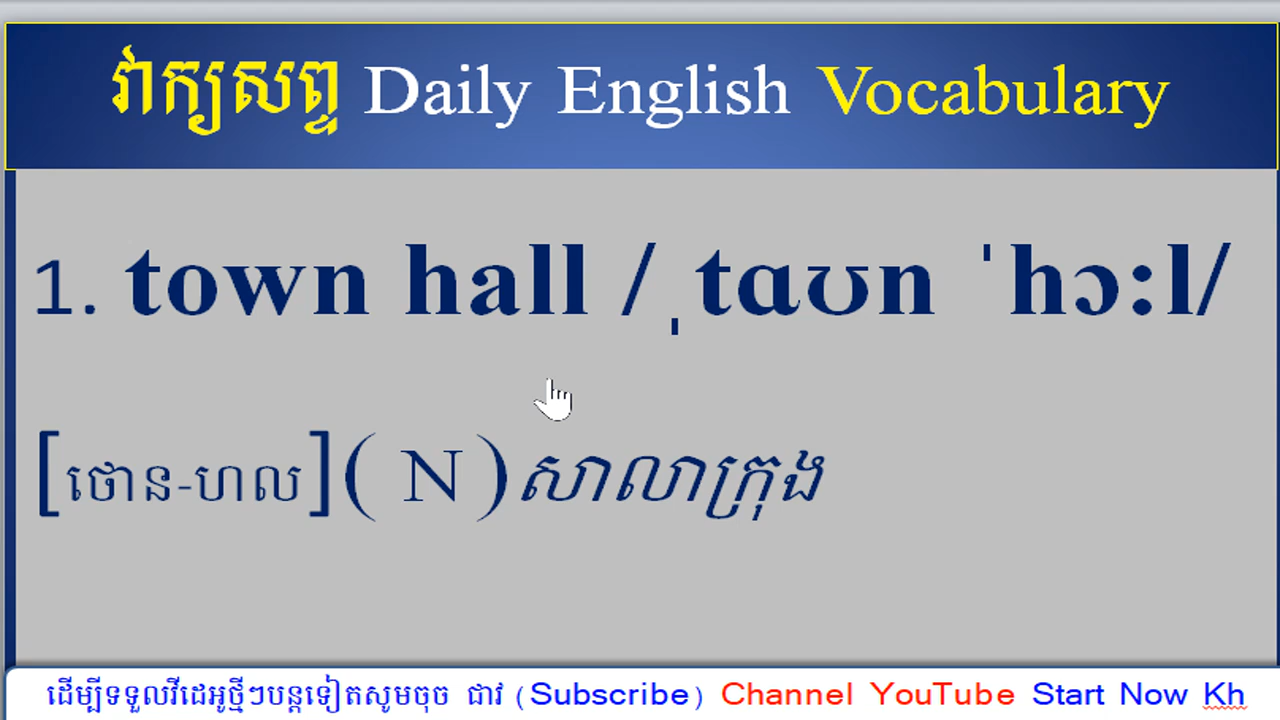 វាក្យសព្ទ Daily English Vocabulary
1. town hall /ˌtaʊn ˈhɔːl/
[ថោន-ហល]( N )សាលាក្រុង
ដើម្បីទទួលវីដេអូថ្មីៗបន្តទៀតសូមចុច ជាវ (Subscribe) Channel YouTube Start Now Kh